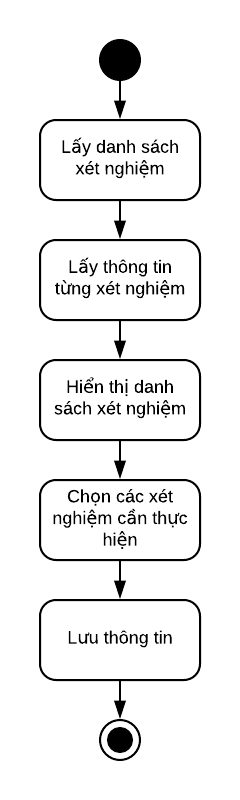 Lấy danh sách
xét nghiệm
Lấy thông tin
từng xét nghiệm
Hiển thị danh
sách xét nghiệm
Chọn các xét
nghiệm cần thực
hiện
Lưu thông tin